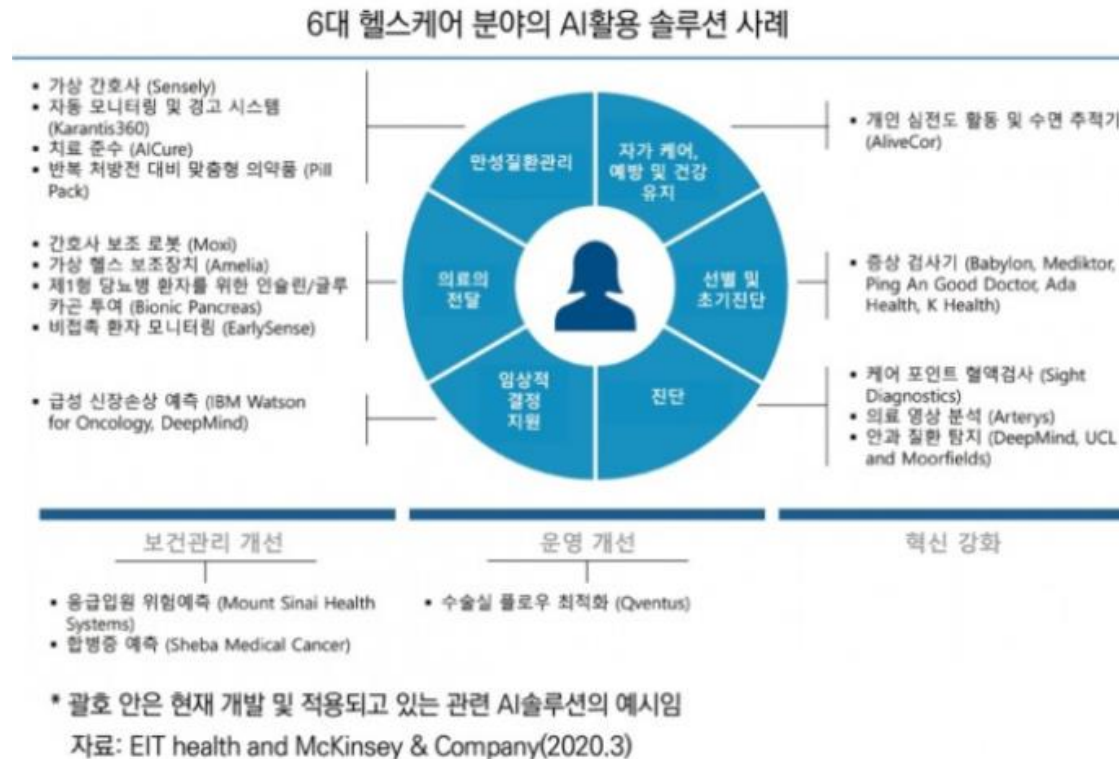 6대 헬스케어 분야의 AI활용 솔루션 사례
▪ 가상 간호사 (Sensely)
▪ 자동 모니터링 및 경고 시스템
(Karantis360)
▪ 치료 준수 (AICure)
▪ 반복 처방전 대비 맞춤형 의약품 (Pill
Pack)
▪ 간호사 보조 로봇 (Moxi)
▪ 가상 헬스 보조장치 (Amelia)
▪ 제1형 당뇨병 환자를 위한 인슐린/글루
카곤 투여 (Bionic Pancreas)
▪ 비접촉 환자 모니터링 (EarlySense)
▪ 급성 신장손상 예측 (IBM Watson
for Oncology, DeepMind)
만성질환관리
자가 케어,
예방 및 건강
유지
의료의
전달
선별 및
초기진단
임상적
결정
지원
진단
▪ 개인 심전도 활동 및 수면 추적기
(AliveCor)
▪ 증상 검사기 (Babylon, Mediktor,
Ping An Good Doctor, Ada
Health, K Health)
▪ 케어 포인트 혈액검사 (Sight
Diagnostics)
▪ 의료 영상 분석 (Arterys)
▪ 안과 질환 탐지 (DeepMind, UCL
and Moorfields)
보건관리 개선
▪ 응급입원 위험예측 (Mount Sinai Health
Systems)
▪ 합병증 예측 (Sheba Medical Cancer)
운영 개선
▪ 수술실 플로우 최적화 (Qventus)
혁신 강화
* 괄호 안은 현재 개발 및 적용되고 있는 관련 AI솔루션의 예시임
자료: EIT health and McKinsey & Company(2020.3)